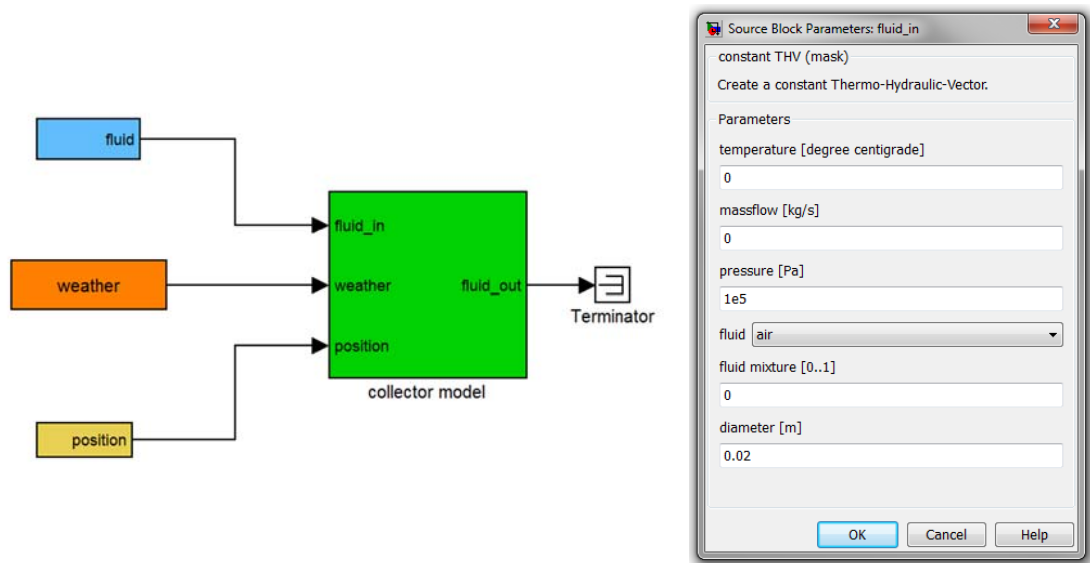 fluid
weather
position
fluid_in
weather
position
fluid_out
collector model
Terminator
Source Block Parameters: fluid_in
constant THV (mask)
Create a constant Thermo-Hydraulic-Vector.
Parameters
temperature [degree centigrade]
0
massflow [kg/s]
0
pressure [Pa]
1e5
fluid air
fluid mixture [0..1]
0
diameter [m]
0.02
OK Cancel Help